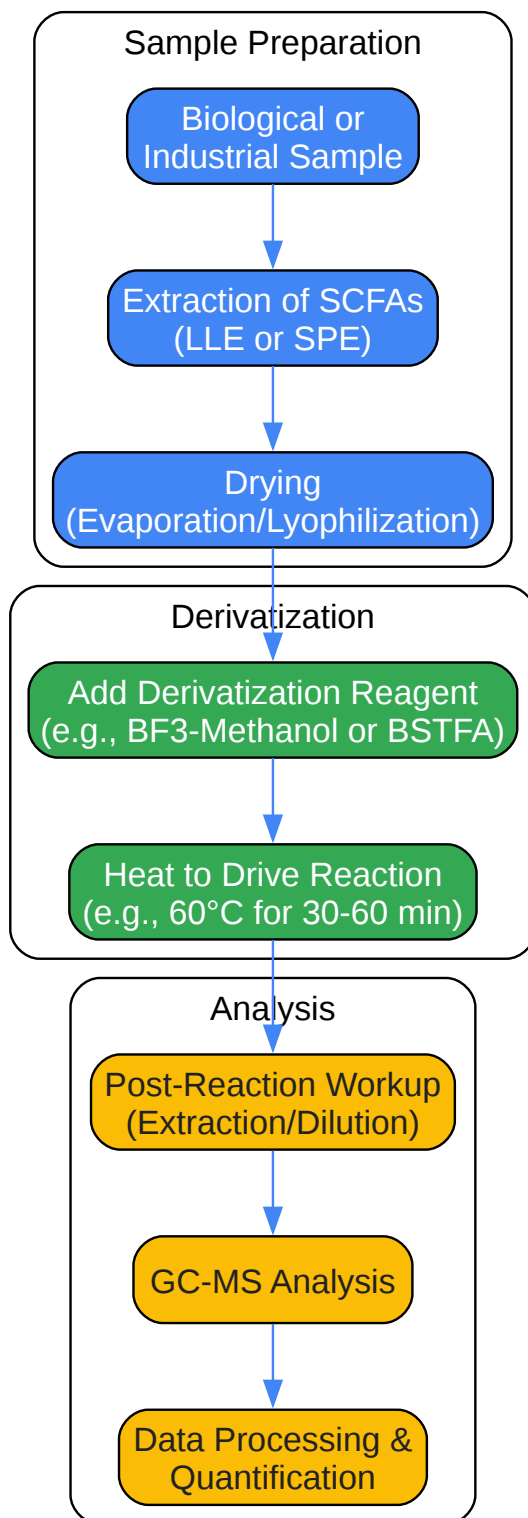 Sample Preparation
Biological or
Industrial Sample
Extraction of SCFAs
(LLE or SPE)
Drying
(Evaporation/Lyophilization)
Derivatization
Add Derivatization Reagent
(e.g., BF3-Methanol or BSTFA)
Heat to Drive Reaction
(e.g., 60°C for 30-60 min)
Analysis
Post-Reaction Workup
(Extraction/Dilution)
GC-MS Analysis
Data Processing &
Quantification